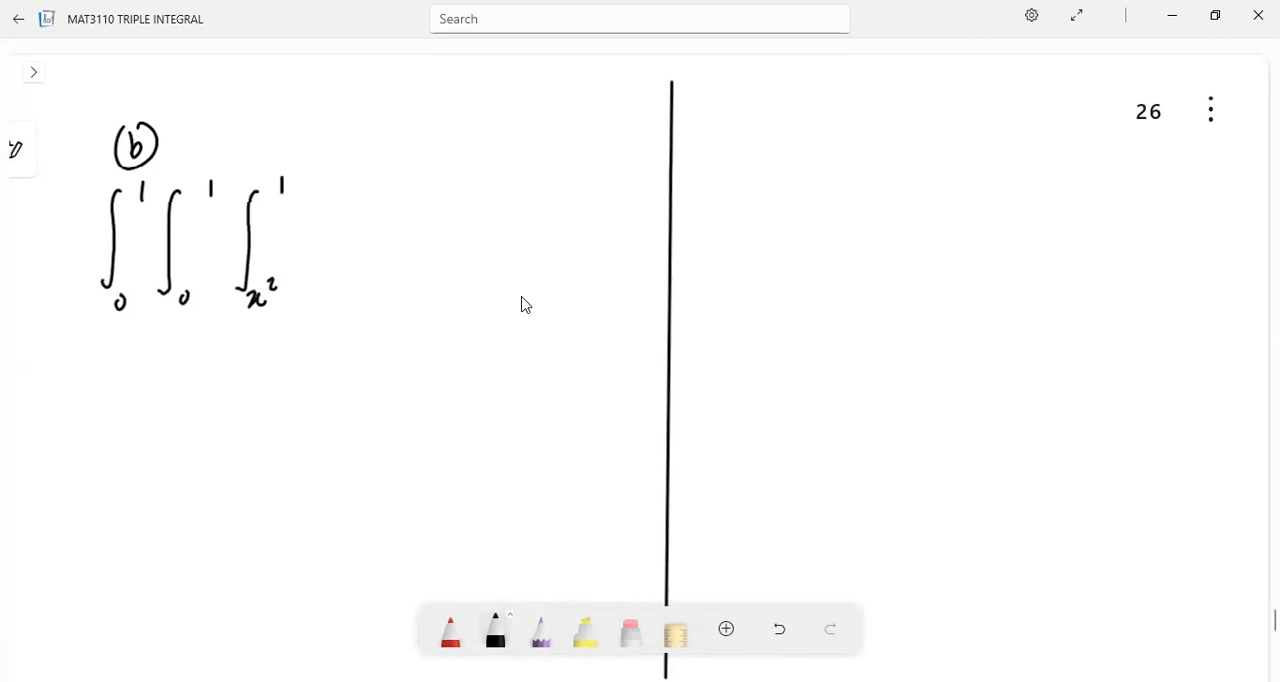 MAT3110 TRIPLE INTEGRAL
Search
26
(b)
∫₀¹ ∫₀¹ ∫ₓ²¹